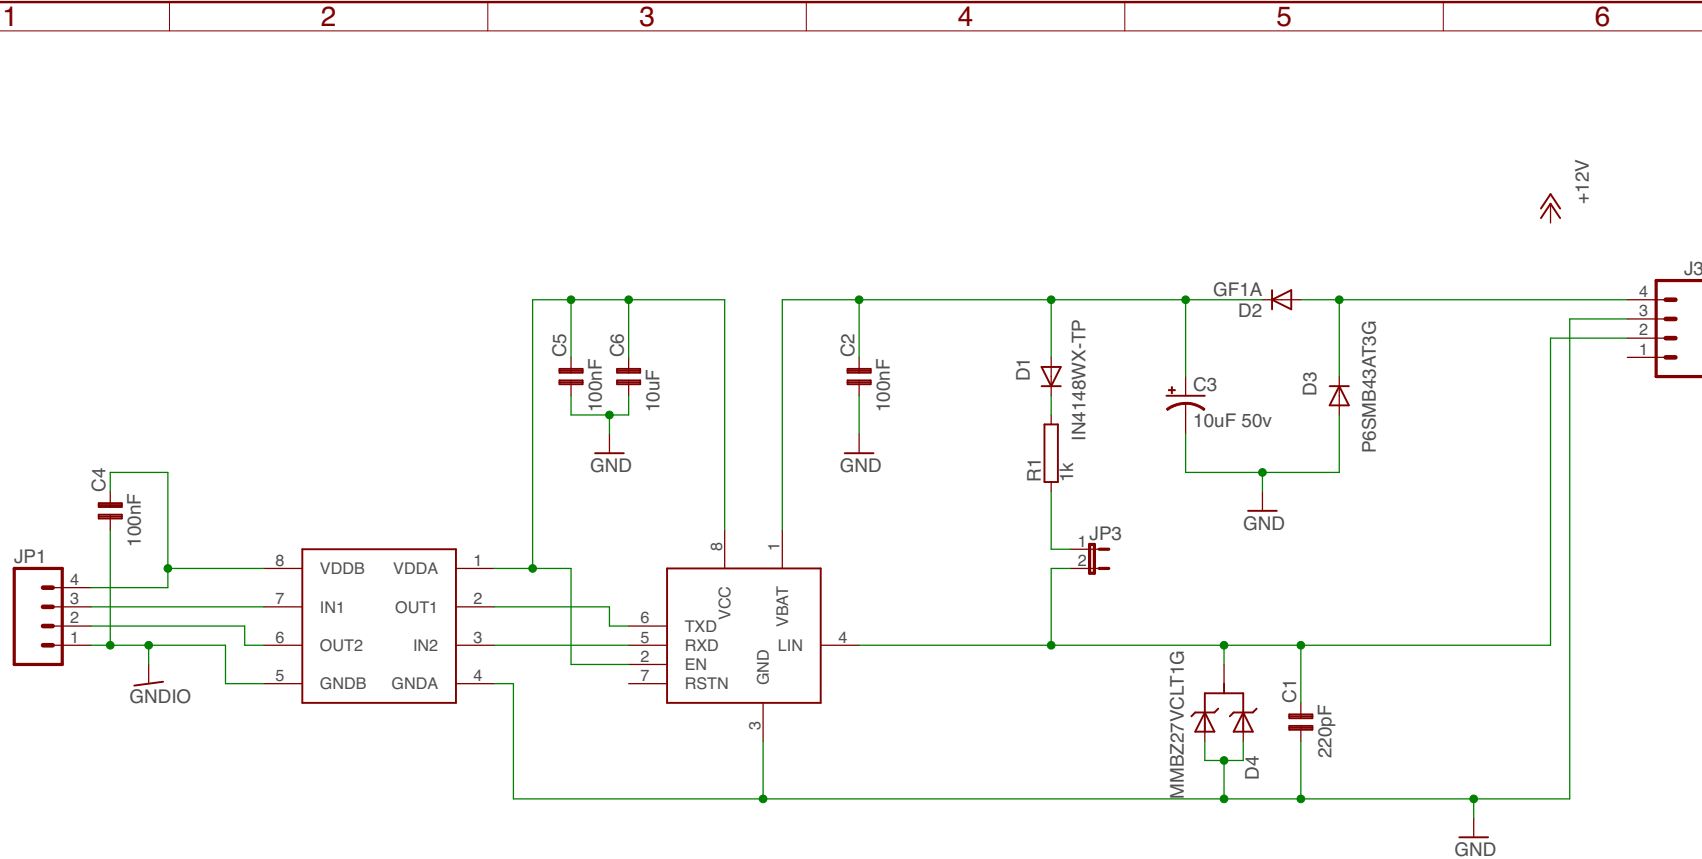 1 2 3 4 5 6
+12V
J3
4
3
2
1
GF1A
D2
C5
100nF
C6
10uF
GND
C2
100nF
GND
D1
IN4148WX-TP
R1
1k
C3
+
10uF 50v
D3
P6SMB43AT3G
GND
C4
100nF
JP1
4
3
2
1
GNDIO
8 VDDB VDDA 1
7 IN1 OUT1 2
6 OUT2 IN2 3
5 GNDB GNDA 4
8
VCC
1
VBAT
6 TXD
5 RXD
2 EN
7 RSTN
LIN 4
GND
3
JP3
1
2
MMBZ27VCLT1G
D4
C1
220pF
GND